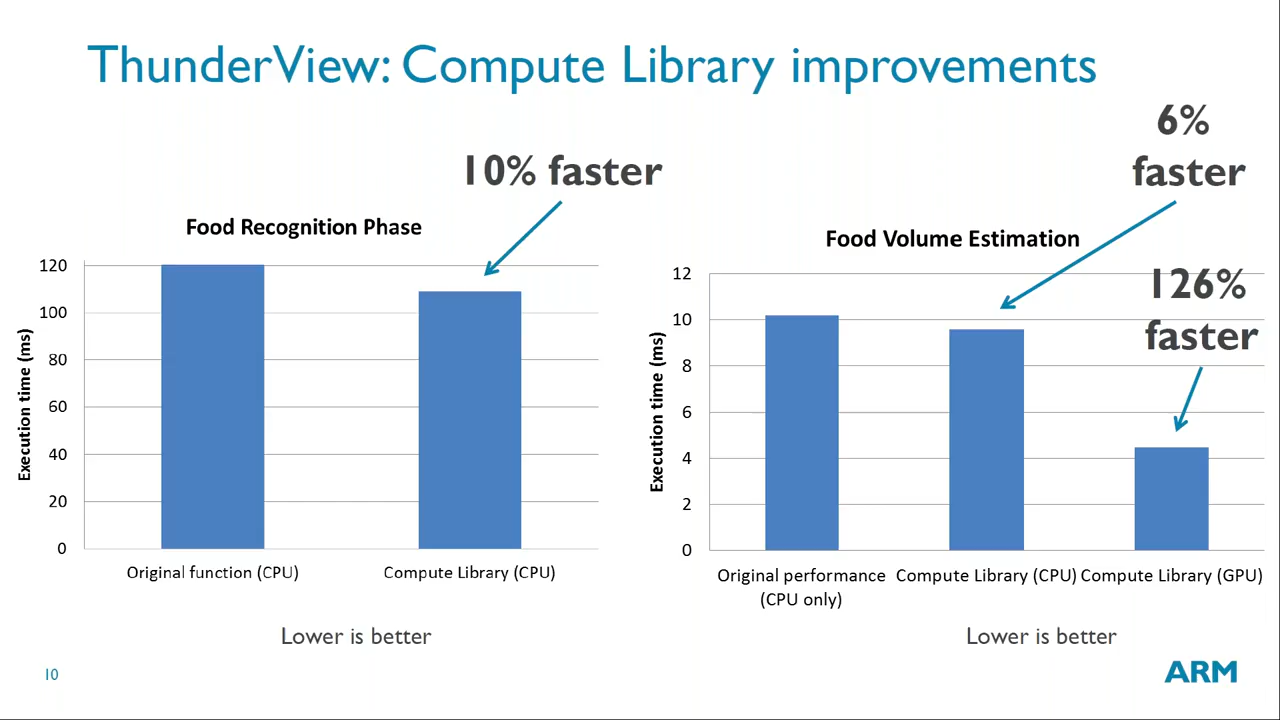 ThunderView: Compute Library improvements
10% faster
Food Recognition Phase
Execution time (ms)
120
100
80
60
40
20
0
Original function (CPU)
Compute Library (CPU)
Lower is better
6%
faster
Food Volume Estimation
126%
faster
Execution time (ms)
12
10
8
6
4
2
0
Original performance
(CPU only)
Compute Library (CPU)
Compute Library (GPU)
Lower is better
10
ARM